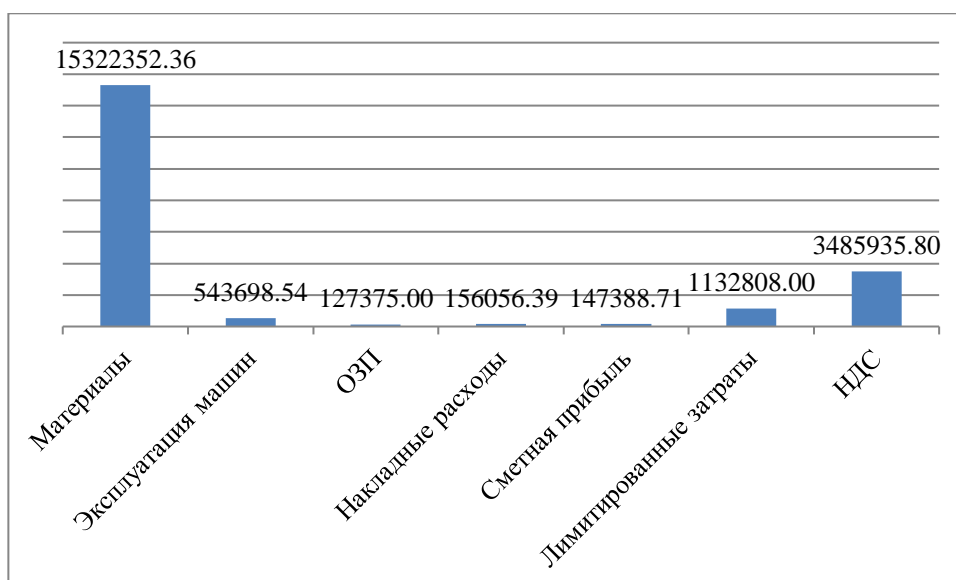 15322352.36
543698.54
127375.00
156056.39
147388.71
1132808.00
3485935.80
Материалы
Эксплуатация машин
ОЗП
Накладные расходы
Сметная прибыль
Лимитированные затраты
НДС